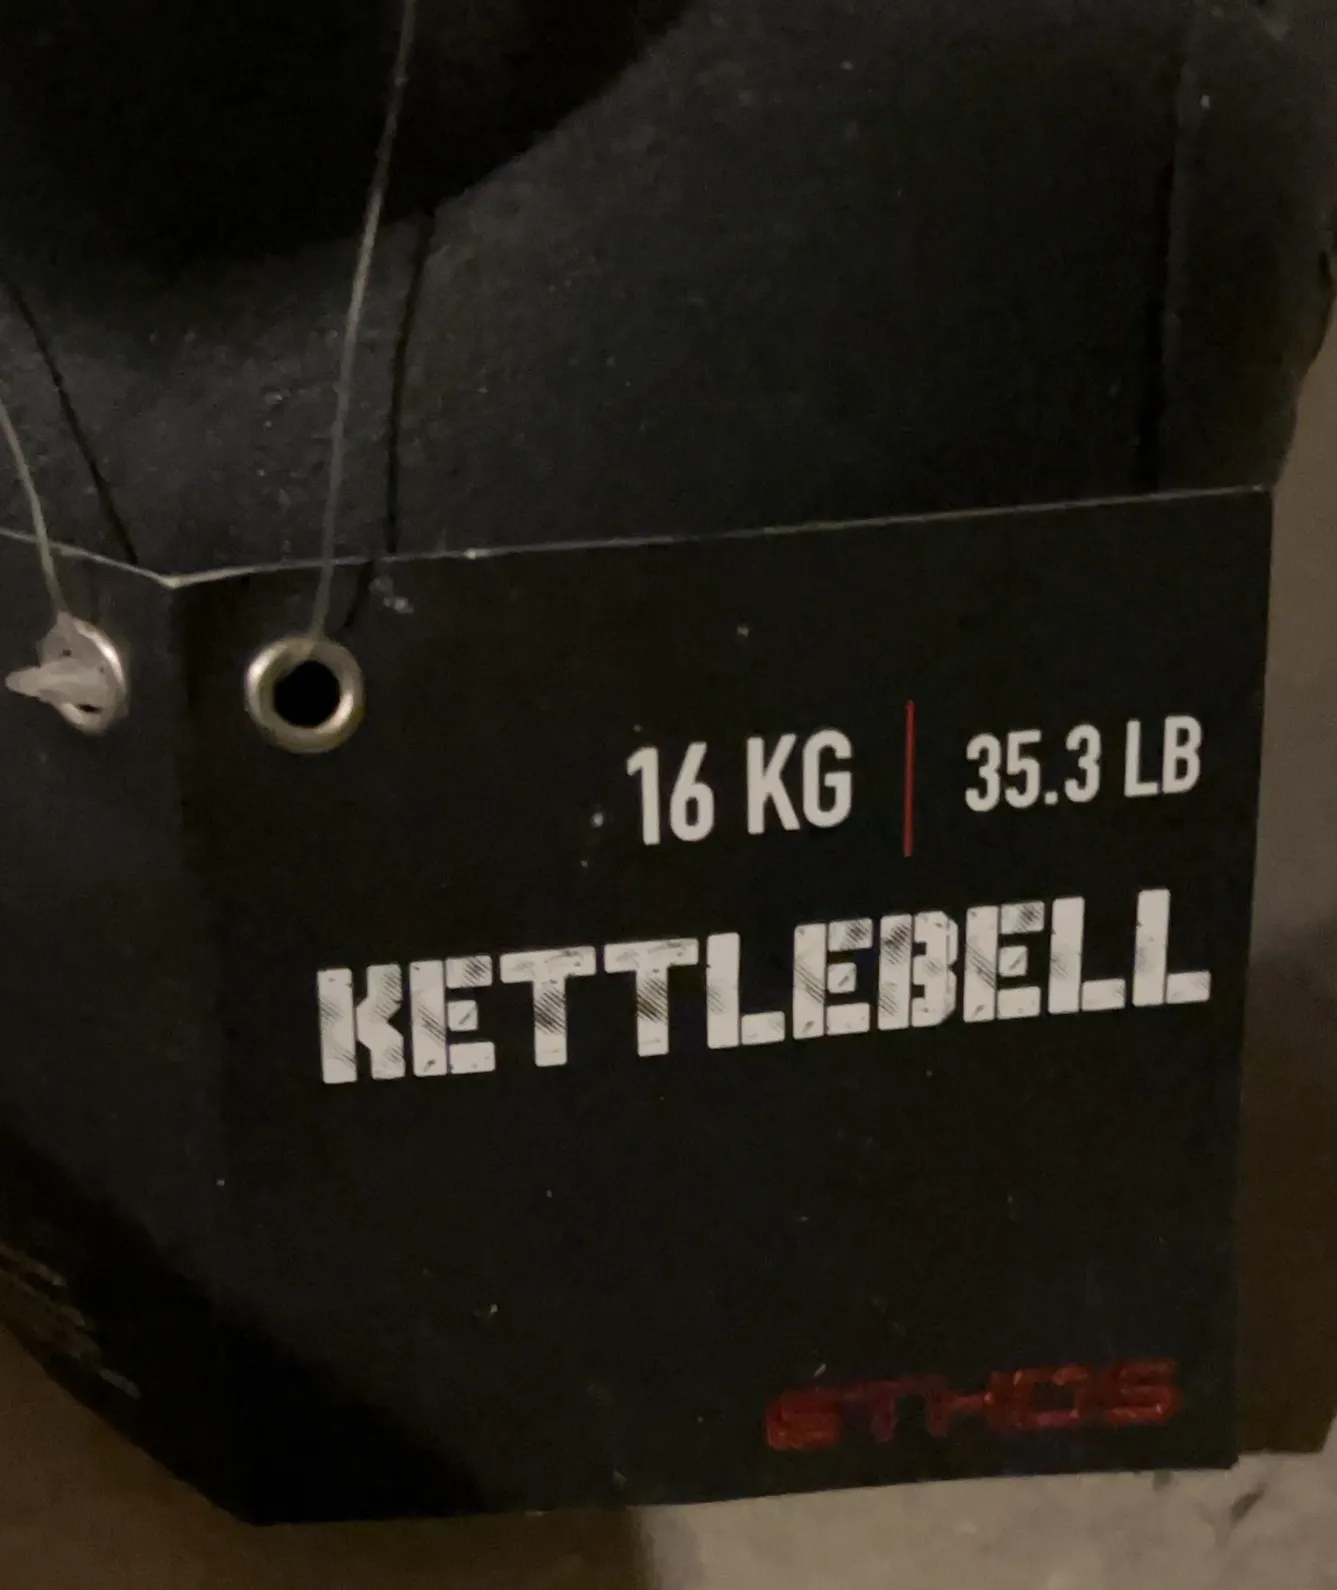 16 KG | 35.3 LB
KETTLEBELL
ETHOS